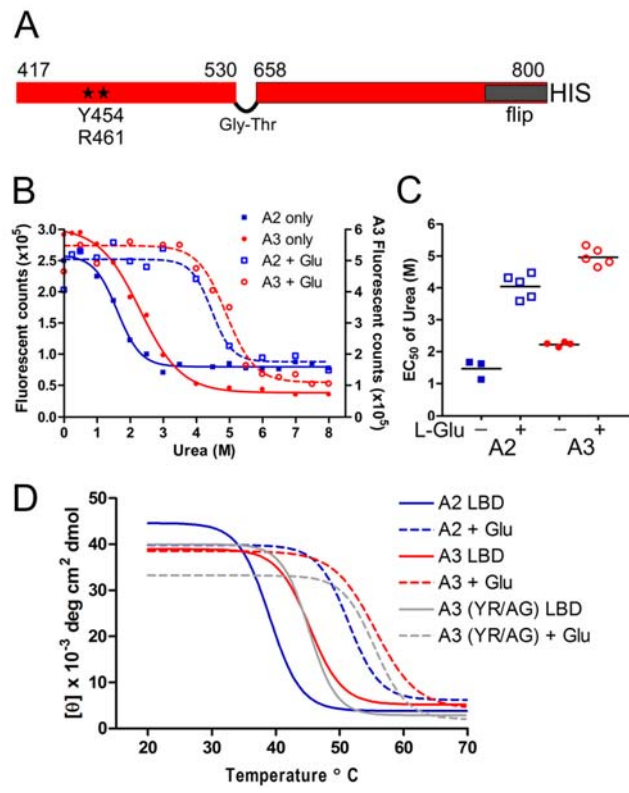 A
417 530 658 800
★★ HIS
Y454 Gly-Thr flip
R461
B
Fluorescent counts (x10⁵)
3.0
2.5
2.0
1.5
1.0
0.5
0.0
A2 only
A3 only
A2 + Glu
A3 + Glu
6
5
4
3
2
1
0
A3 Fluorescent counts (x10⁵)
0 1 2 3 4 5 6 7 8
Urea (M)
C
EC₅₀ of Urea (M)
6
5
4
3
2
1
0
L-Glu − + − +
A2 A3
D
[θ] x 10⁻³ deg cm² dmol
50
40
30
20
10
0
A2 LBD
A2 + Glu
A3 LBD
A3 + Glu
A3 (YR/AG) LBD
A3 (YR/AG) + Glu
20 30 40 50 60 70
Temperature ° C